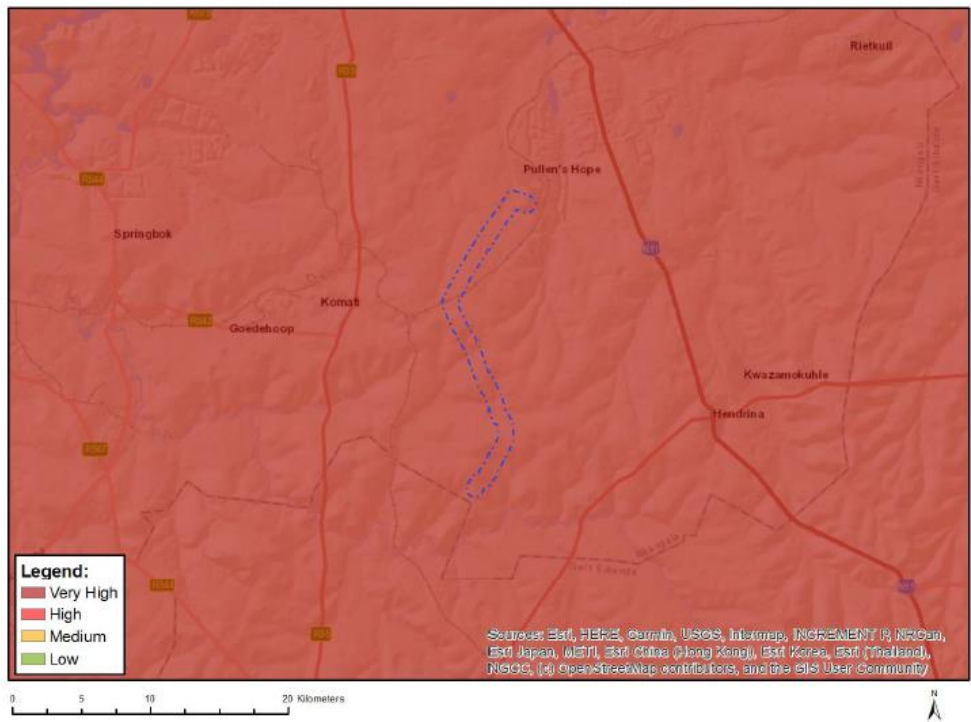 Rietkuil
Pullen's Hope
Springbok
Komati
Goedehoop
Kwazamokuhle
Hendrina
Legend:
Very High
High
Medium
Low
Sources: Esri, HERE, Garmin, USGS, Intermap, INCREMENT P, NRCan,
Esri Japan, METI, Esri China (Hong Kong), Esri Korea, Esri (Thailand),
NGCC, (c) OpenStreetMap contributors, and the GIS User Community
0 5 10 20 Kilometers
N